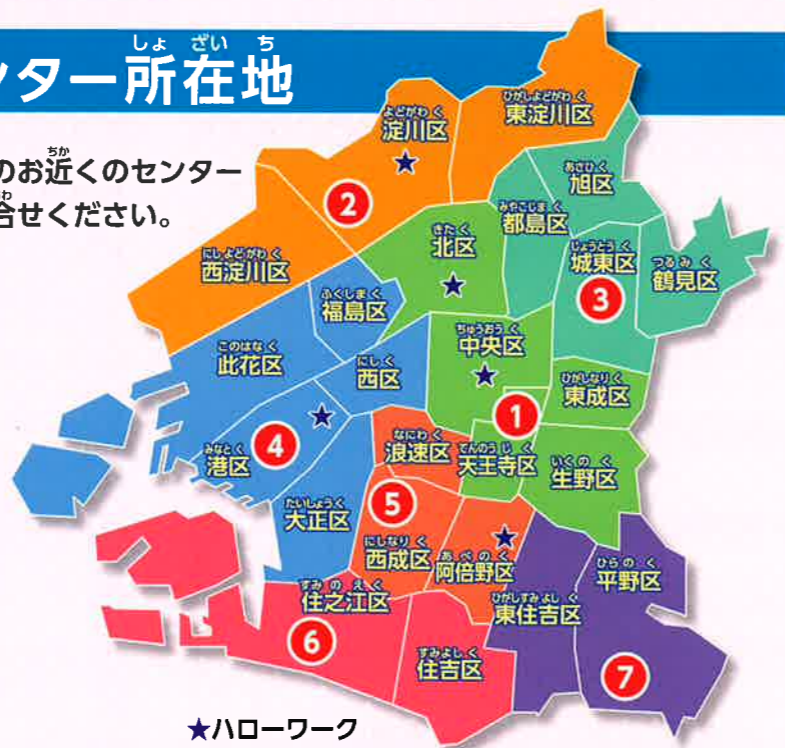 ンター所在地
しょざいち
のお近くのセンター
ちか
合せください。
わ
よどがわく
淀川区
ひがしよどがわく
東淀川区
あさひく
旭区
みやこじまく
都島区
きたく
北区
じょうとうく
城東区
つるみく
鶴見区
にしよどがわく
西淀川区
ふくしまく
福島区
ちゅうおうく
中央区
このはなく
此花区
にしく
西区
ひがしなりく
東成区
なにわく
浪速区
てんのうじく
天王寺区
いくのく
生野区
みなとく
港区
たいしょうく
大正区
にしなりく
西成区
あべのく
阿倍野区
ひらのく
平野区
すみのえく
住之江区
ひがしすみよしく
東住吉区
すみよしく
住吉区
1
2
3
4
5
6
7
★ハローワーク